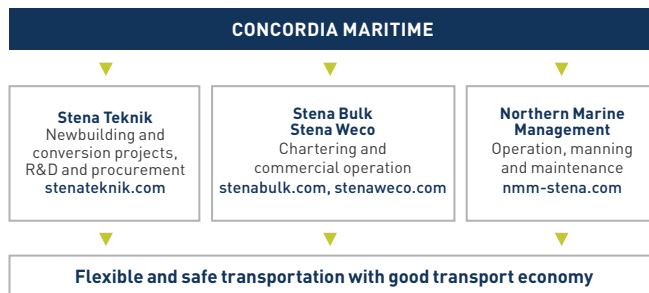 CONCORDIA MARITIME
Stena Teknik
Newbuilding and
conversion projects,
R&D and procurement
stenateknik.com
Stena Bulk
Stena Weco
Chartering and
commercial operation
stenabulk.com, stenaweco.com
Northern Marine
Management
Operation, manning
and maintenance
nmm-stena.com
Flexible and safe transportation with good transport economy